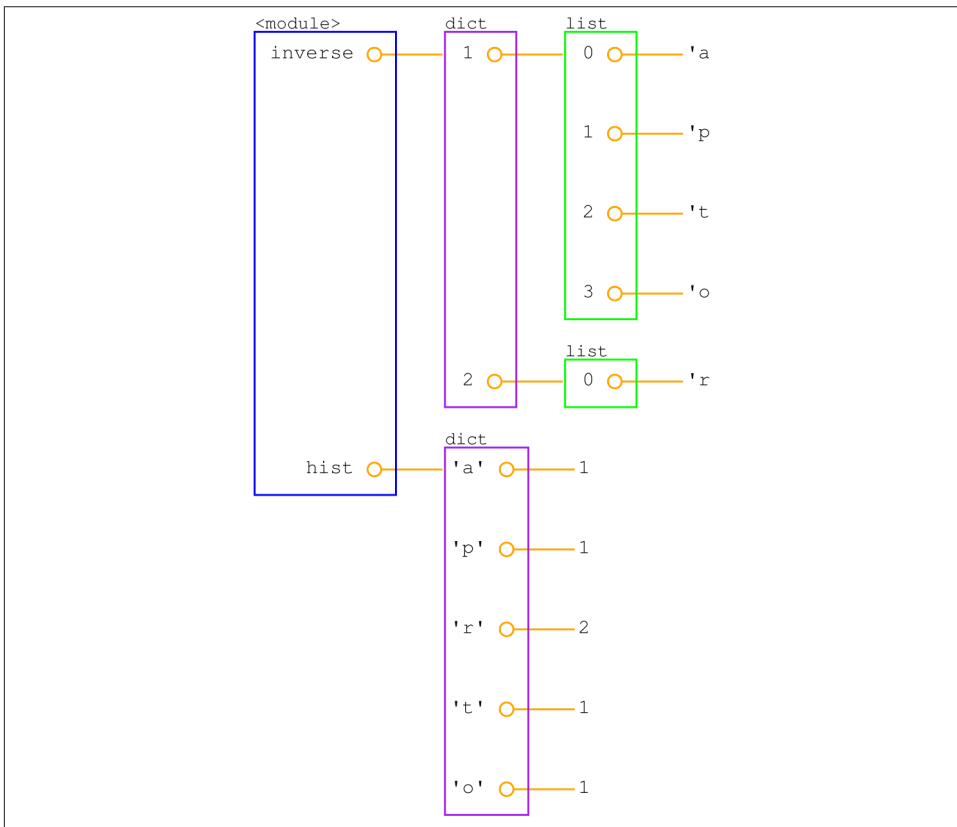 <module> dict list
inverse 1 0 'a
1 'p
2 't
3 'o
list
2 0 'r
dict
hist 'a' 1
'p' 1
'r' 2
't' 1
'o' 1